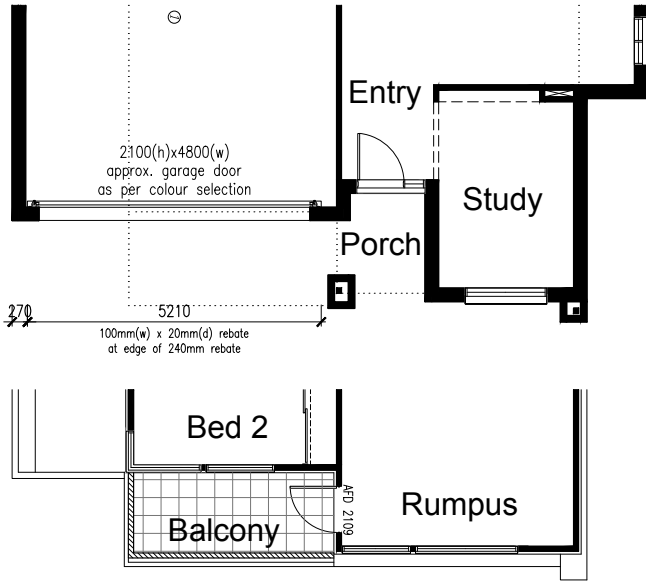 Entry
2100(h)x4800(w)
approx. garage door
as per colour selection
Study
Porch
270 5210
100mm(w) x 20mm(d) rebate
at edge of 240mm rebate
Bed 2
AFD 2109
Rumpus
Balcony